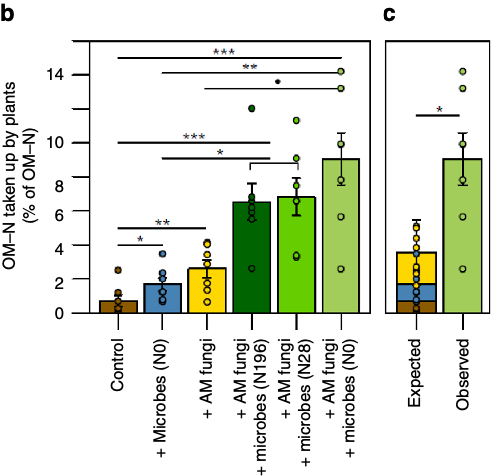 b
c
OM–N taken up by plants
(% of OM–N)
14
10
8
6
4
2
0
***
**
•
***
*
**
*
*
Control
+ Microbes (N0)
+ AM fungi
+ AM fungi
+ microbes (N196)
+ AM fungi
+ microbes (N28)
+ AM fungi
+ microbes (N0)
Expected
Observed